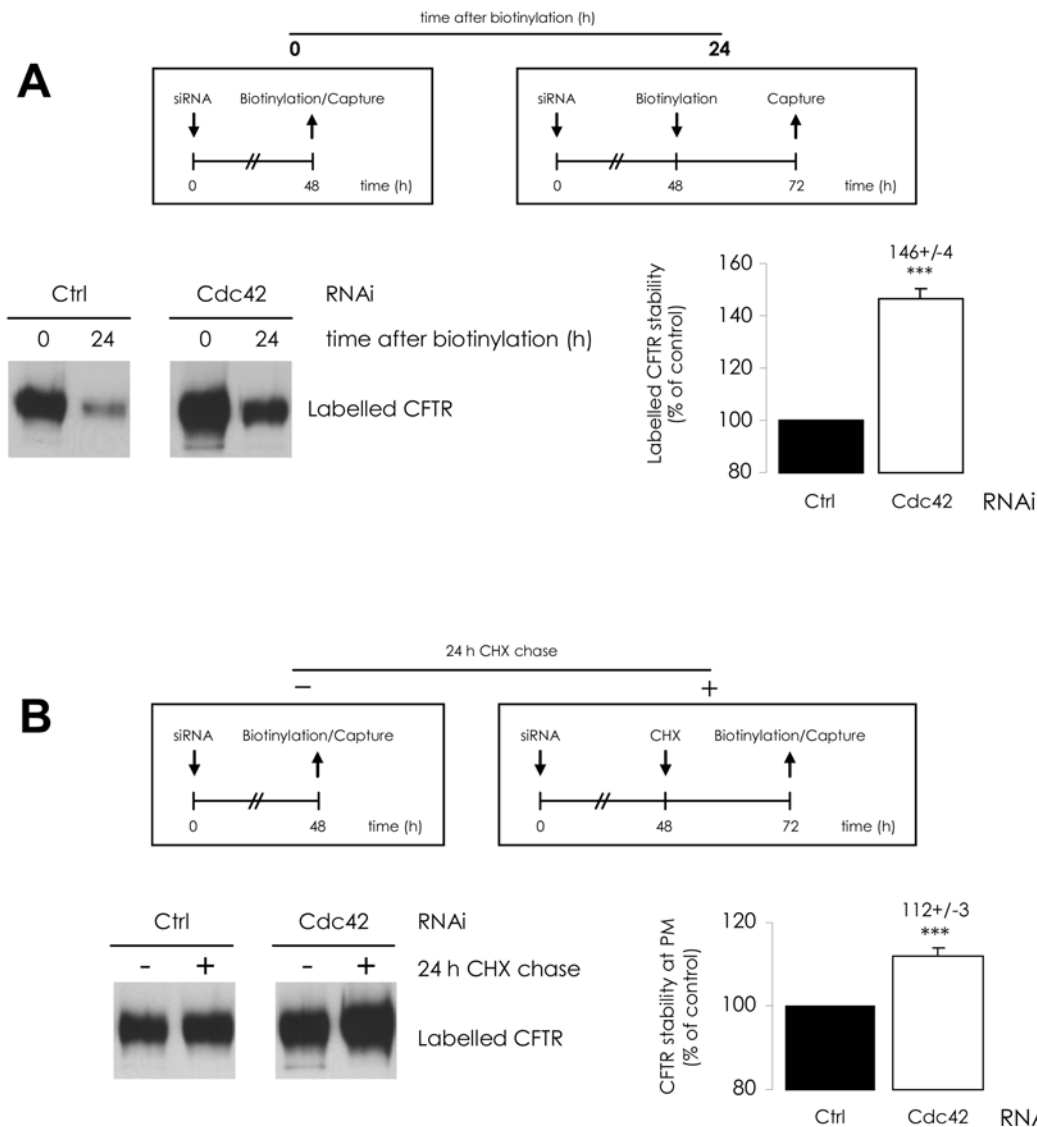 A
time after biotinylation (h)
0 24
siRNA Biotinylation/Capture
0 48 time (h)
siRNA Biotinylation Capture
0 48 72 time (h)
Ctrl Cdc42 RNAi
0 24 0 24 time after biotinylation (h)
Labelled CFTR
Labelled CFTR stability
(% of control)
160
140
120
100
80
146+/-4
***
Ctrl Cdc42 RNAi
B
24 h CHX chase
– +
siRNA Biotinylation/Capture
0 48 time (h)
siRNA CHX Biotinylation/Capture
0 48 72 time (h)
Ctrl Cdc42 RNAi
- + - + 24 h CHX chase
Labelled CFTR
CFTR stability at PM
(% of control)
120
100
80
112+/-3
***
Ctrl Cdc42